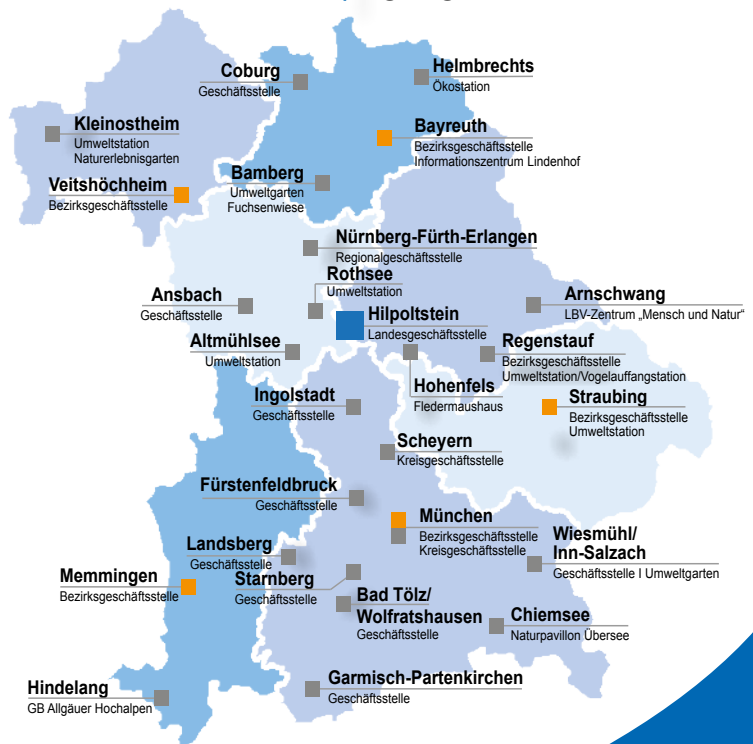 Coburg
Geschäftsstelle
Helmbrechts
Ökostation
Kleinostheim
Umweltstation
Naturerlebnisgarten
Bayreuth
Bezirksgeschäftsstelle
Informationszentrum Lindenhof
Veitshöchheim
Bezirksgeschäftsstelle
Bamberg
Umweltgarten
Fuchsenwiese
Nürnberg-Fürth-Erlangen
Regionalgeschäftsstelle
Rothsee
Umweltstation
Ansbach
Geschäftsstelle
Hilpoltstein
Landesgeschäftsstelle
Arnschwang
LBV-Zentrum „Mensch und Natur“
Altmühlsee
Umweltstation
Regenstauf
Bezirksgeschäftsstelle
Umweltstation/Vogelauffangstation
Hohenfels
Fledermaushaus
Ingolstadt
Geschäftsstelle
Straubing
Bezirksgeschäftsstelle
Umweltstation
Scheyern
Kreisgeschäftsstelle
Fürstenfeldbruck
Geschäftsstelle
München
Bezirksgeschäftsstelle
Kreisgeschäftsstelle
Wiesmühl/
Inn-Salzach
Geschäftsstelle I Umweltgarten
Landsberg
Geschäftsstelle
Starnberg
Geschäftsstelle
Memmingen
Bezirksgeschäftsstelle
Bad Tölz/
Wolfratshausen
Geschäftsstelle
Chiemsee
Naturpavillon Übersee
Hindelang
GB Allgäuer Hochalpen
Garmisch-Partenkirchen
Geschäftsstelle